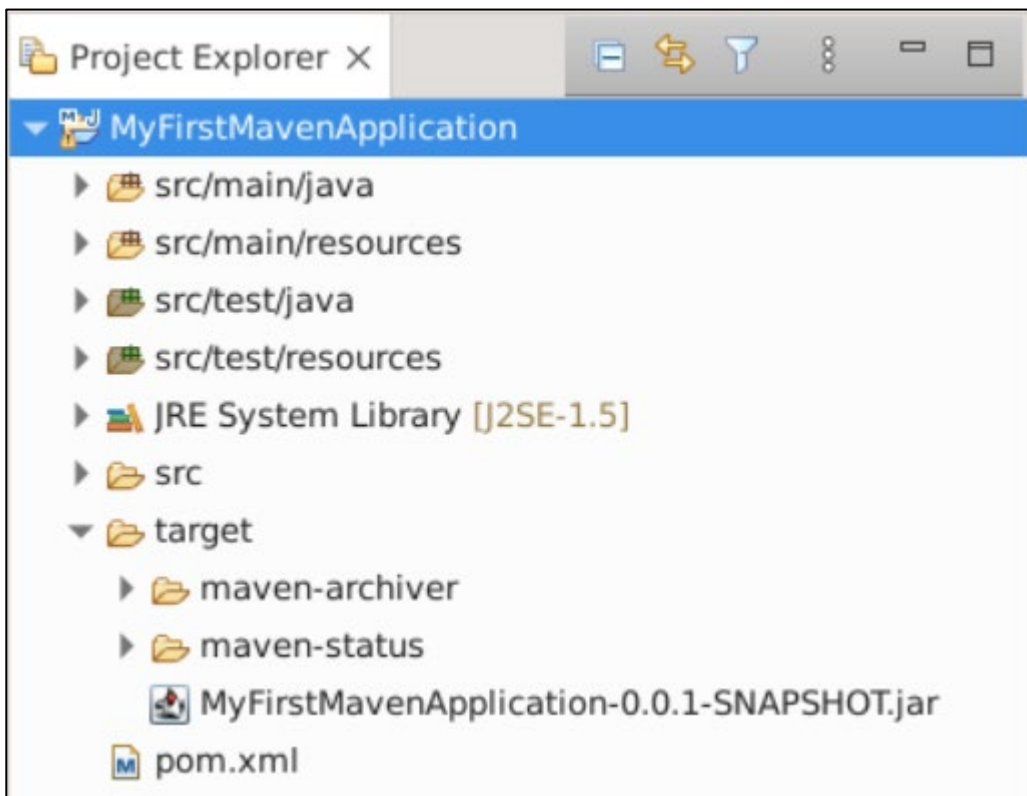 Project Explorer
MyFirstMavenApplication
src/main/java
src/main/resources
src/test/java
src/test/resources
JRE System Library [J2SE-1.5]
src
target
maven-archiver
maven-status
MyFirstMavenApplication-0.0.1-SNAPSHOT.jar
pom.xml